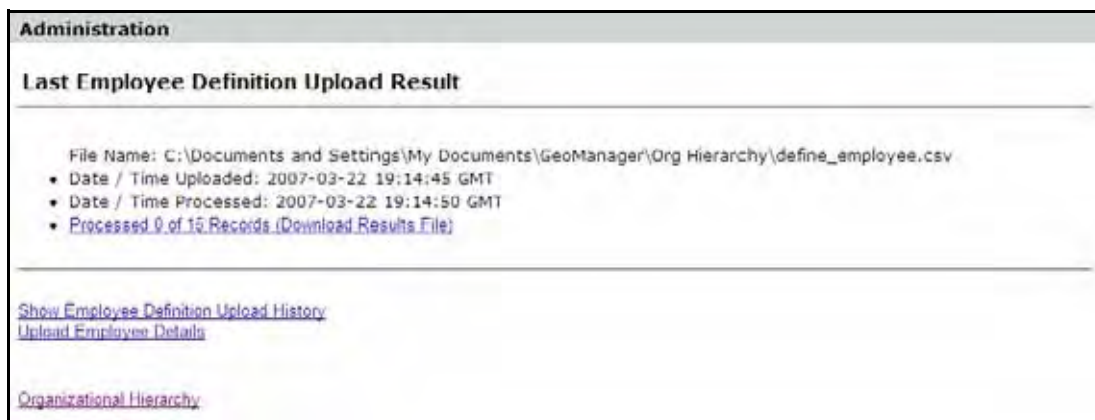 Administration
Last Employee Definition Upload Result
File Name: C:\Documents and Settings\My Documents\GeoManager\Org Hierarchy\define_employee.csv
• Date / Time Uploaded: 2007-03-22 19:14:45 GMT
• Date / Time Processed: 2007-03-22 19:14:50 GMT
• Processed 0 of 15 Records (Download Results File)
Show Employee Definition Upload History
Upload Employee Details
Organizational Hierarchy